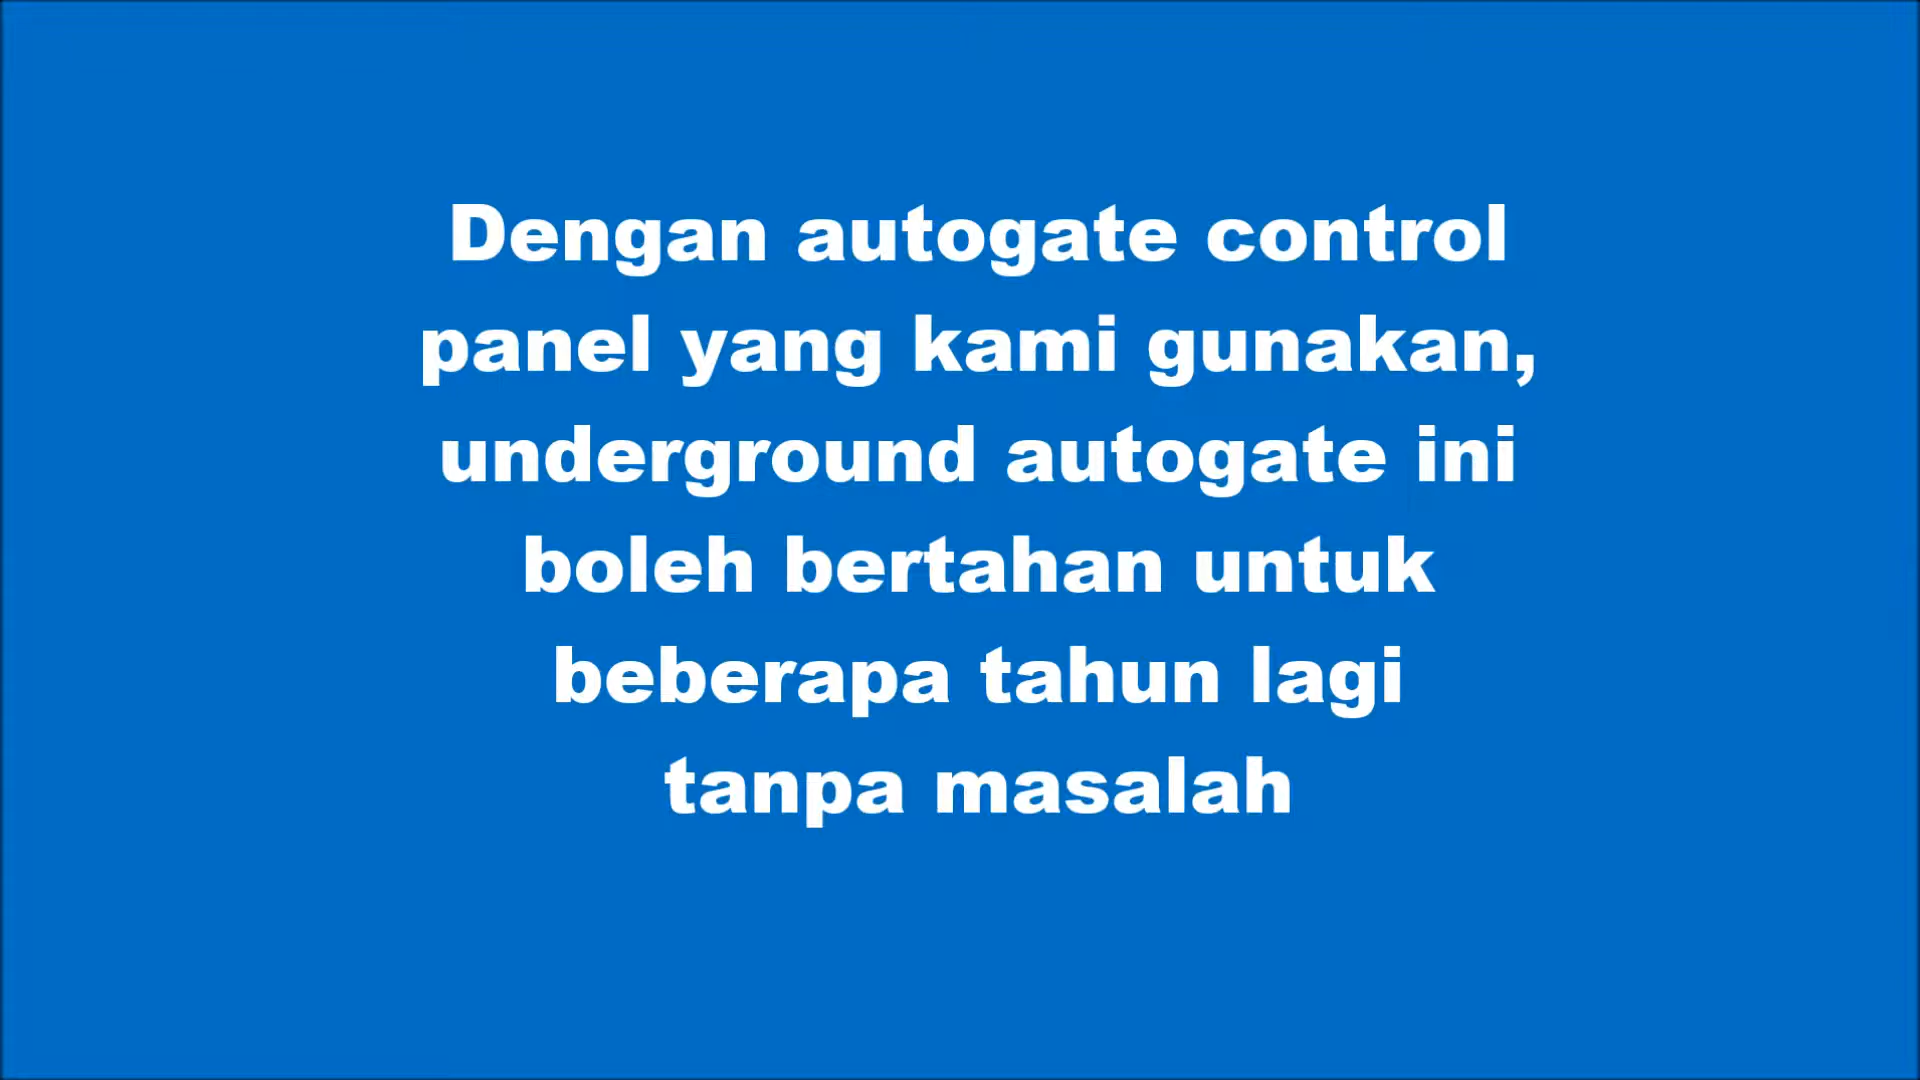 Dengan autogate control
panel yang kami gunakan,
underground autogate ini
boleh bertahan untuk
beberapa tahun lagi
tanpa masalah